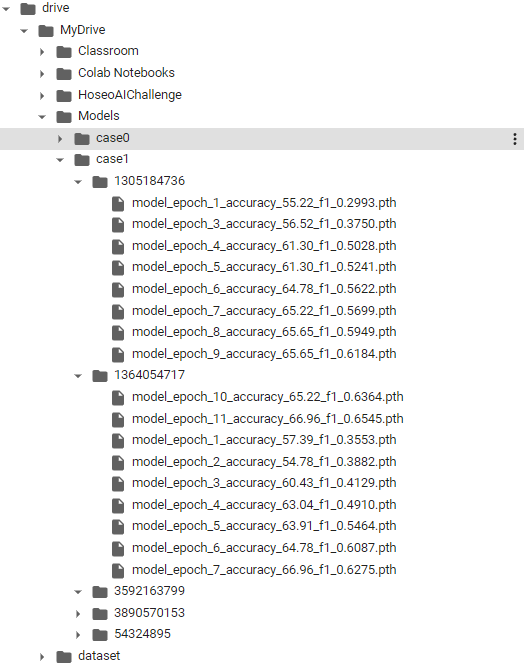 drive
MyDrive
Classroom
Colab Notebooks
HoseoAIChallenge
Models
case0
case1
1305184736
model_epoch_1_accuracy_55.22_f1_0.2993.pth
model_epoch_3_accuracy_56.52_f1_0.3750.pth
model_epoch_4_accuracy_61.30_f1_0.5028.pth
model_epoch_5_accuracy_61.30_f1_0.5241.pth
model_epoch_6_accuracy_64.78_f1_0.5622.pth
model_epoch_7_accuracy_65.22_f1_0.5699.pth
model_epoch_8_accuracy_65.65_f1_0.5949.pth
model_epoch_9_accuracy_65.65_f1_0.6184.pth
1364054717
model_epoch_10_accuracy_65.22_f1_0.6364.pth
model_epoch_11_accuracy_66.96_f1_0.6545.pth
model_epoch_1_accuracy_57.39_f1_0.3553.pth
model_epoch_2_accuracy_54.78_f1_0.3882.pth
model_epoch_3_accuracy_60.43_f1_0.4129.pth
model_epoch_4_accuracy_63.04_f1_0.4910.pth
model_epoch_5_accuracy_63.91_f1_0.5464.pth
model_epoch_6_accuracy_64.78_f1_0.6087.pth
model_epoch_7_accuracy_66.96_f1_0.6275.pth
3592163799
3890570153
54324895
dataset